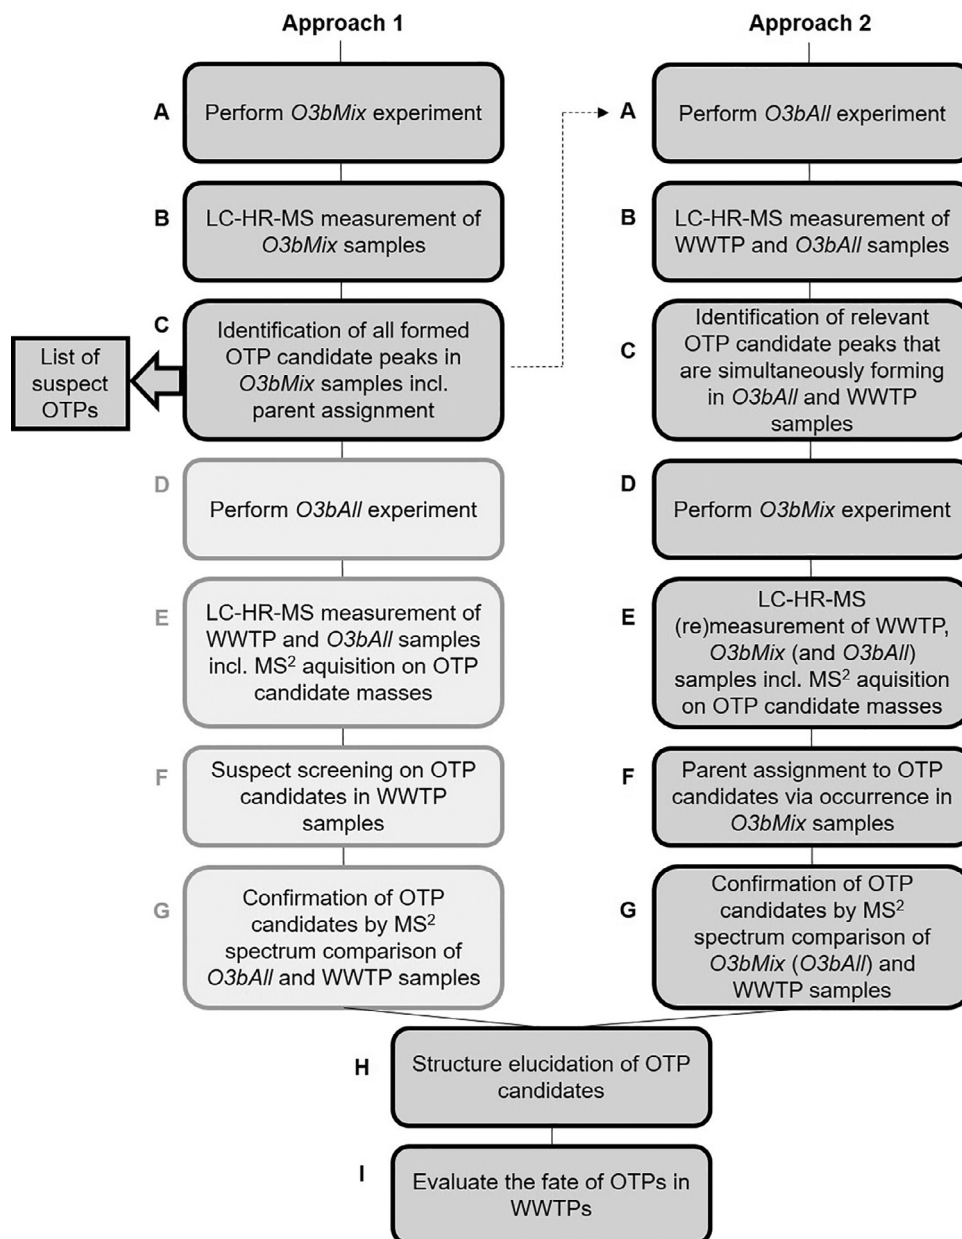 Approach 1
A
Perform O3bMix experiment
B
LC-HR-MS measurement of
O3bMix samples
C
Identification of all formed
OTP candidate peaks in
O3bMix samples incl.
parent assignment
List of
suspect
OTPs
D
Perform O3bAll experiment
E
LC-HR-MS measurement of
WWTP and O3bAll samples
incl. MS² aquisition on OTP
candidate masses
F
Suspect screening on OTP
candidates in WWTP
samples
G
Confirmation of OTP
candidates by MS²
spectrum comparison of
O3bAll and WWTP samples
Approach 2
A
Perform O3bAll experiment
B
LC-HR-MS measurement of
WWTP and O3bAll samples
C
Identification of relevant
OTP candidate peaks that
are simultaneously forming
in O3bAll and WWTP
samples
D
Perform O3bMix experiment
E
LC-HR-MS
(re)measurement of WWTP,
O3bMix (and O3bAll)
samples incl. MS² aquisition
on OTP candidate masses
F
Parent assignment to OTP
candidates via occurrence in
O3bMix samples
G
Confirmation of OTP
candidates by MS²
spectrum comparison of
O3bMix (O3bAll) and
WWTP samples
H
Structure elucidation of OTP
candidates
I
Evaluate the fate of OTPs in
WWTPs